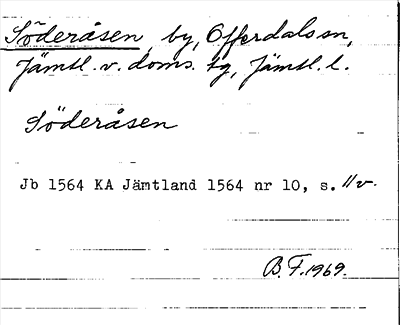 Söderåsen, by, Offerdals sn,
Jämtl. v. doms. tg, Jämtl. l.
Söderåsen
Jb 1564 KA Jämtland 1564 nr 10, s. 11v.
B.F. 1969.